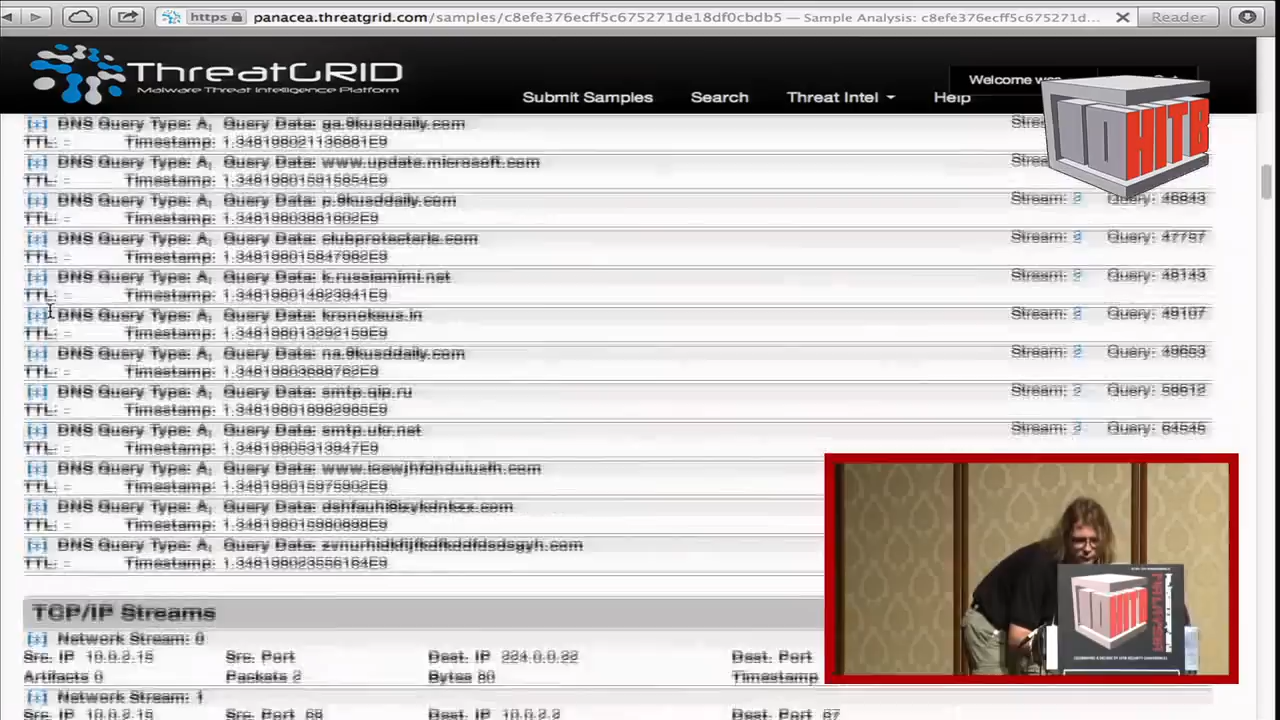 https panacea.threatgrid.com/samples/c8efe376ecff5c675271de18df0cbdb5 — Sample Analysis: c8efe376ecff5c675271d... Reader
ThreatGRID
Malware Threat Intelligence Platform
Welcome
Submit Samples Search Threat Intel Help
10 HITB
[+] DNS Query Type: A, Query Data: ga.9kusddaily.com
TTL: - Timestamp: 1.348198021136881E9
[+] DNS Query Type: A, Query Data: www.update.microsoft.com
TTL: - Timestamp: 1.348198015915854E9
[+] DNS Query Type: A, Query Data: p.9kusddaily.com Stream: 2 Query: 46843
TTL: - Timestamp: 1.34819803881602E9
[+] DNS Query Type: A, Query Data: Stream: Query: 47757
TTL: - Timestamp: 1.348198015847982E9
[+] DNS Query Type: A, Query Data: k.russiamimi.net Stream: 2 Query: 48143
TTL: - Timestamp: 1.348198014823941E9
[+] DNS Query Type: A, Query Data: Stream: 2 Query: 49107
TTL: - Timestamp: 1.348198013292159E9
[+] DNS Query Type: A, Query Data: na.9kusddaily.com Stream: 2 Query: 49653
TTL: - Timestamp: 1.34819803688762E9
[+] DNS Query Type: A, Query Data: smtp.qip.ru Stream: 2 Query: 58612
TTL: - Timestamp: 1.348198018982985E9
[+] DNS Query Type: A, Query Data: smtp.ukr.net Stream: Query: 64545
TTL: - Timestamp: 1.34819805313947E9
[+] DNS Query Type: A, Query Data:
TTL: - Timestamp: 1.348198015975902E9
[+] DNS Query Type: A, Query Data:
TTL: - Timestamp: 1.348198015980898E9
[+] DNS Query Type: A, Query Data:
TTL: - Timestamp: 1.348198023556164E9
TCP/IP Streams
[+] Network Stream: 0
Src. IP 10.0.2.15 Src. Port Dest. IP 224.0.0.22 Dest. Port
Artifacts 0 Packets 2 Bytes 80 Timestamp
[+] Network Stream: 1
Src. IP 10.0.2.15 Src. Port 68 Dest. IP 10.0.2.2 Dest. Port 67
10 HITB
MALAYSIA